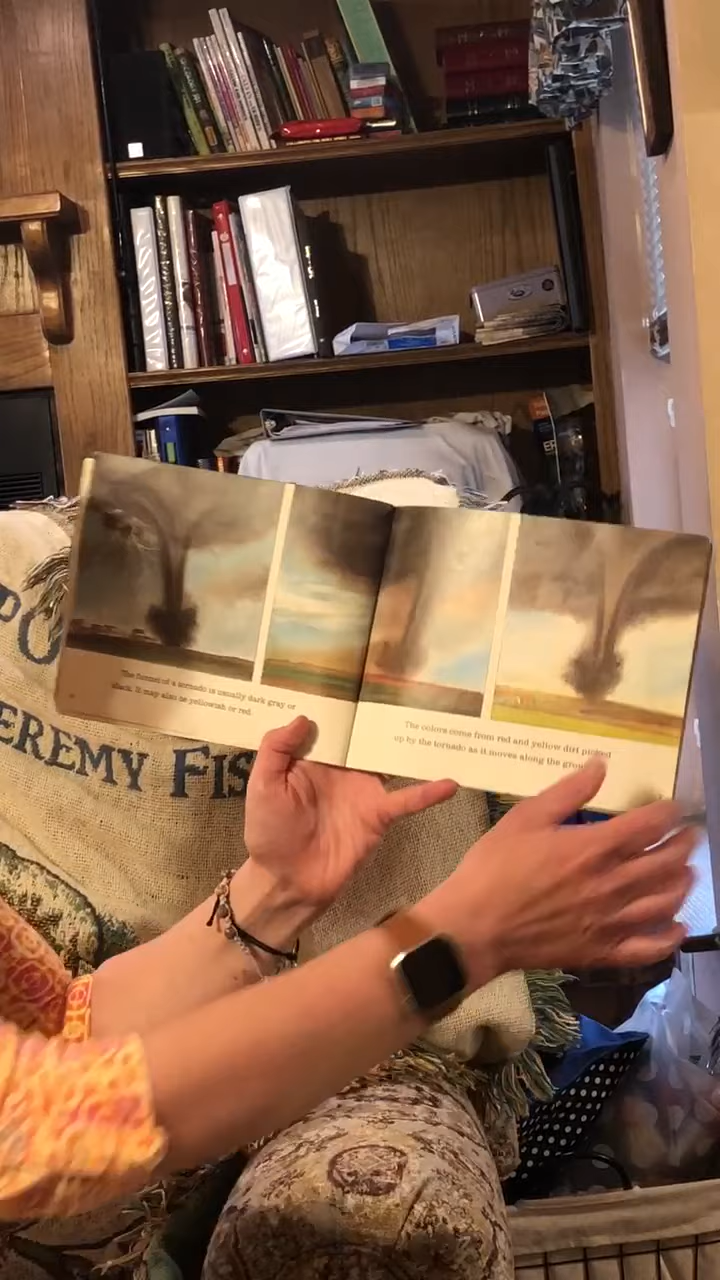 The funnel of a tornado is usually dark gray or
black. It may also be yellowish or red.
The colors come from red and yellow dirt picked
up by the tornado as it moves along the
EREMY FIS